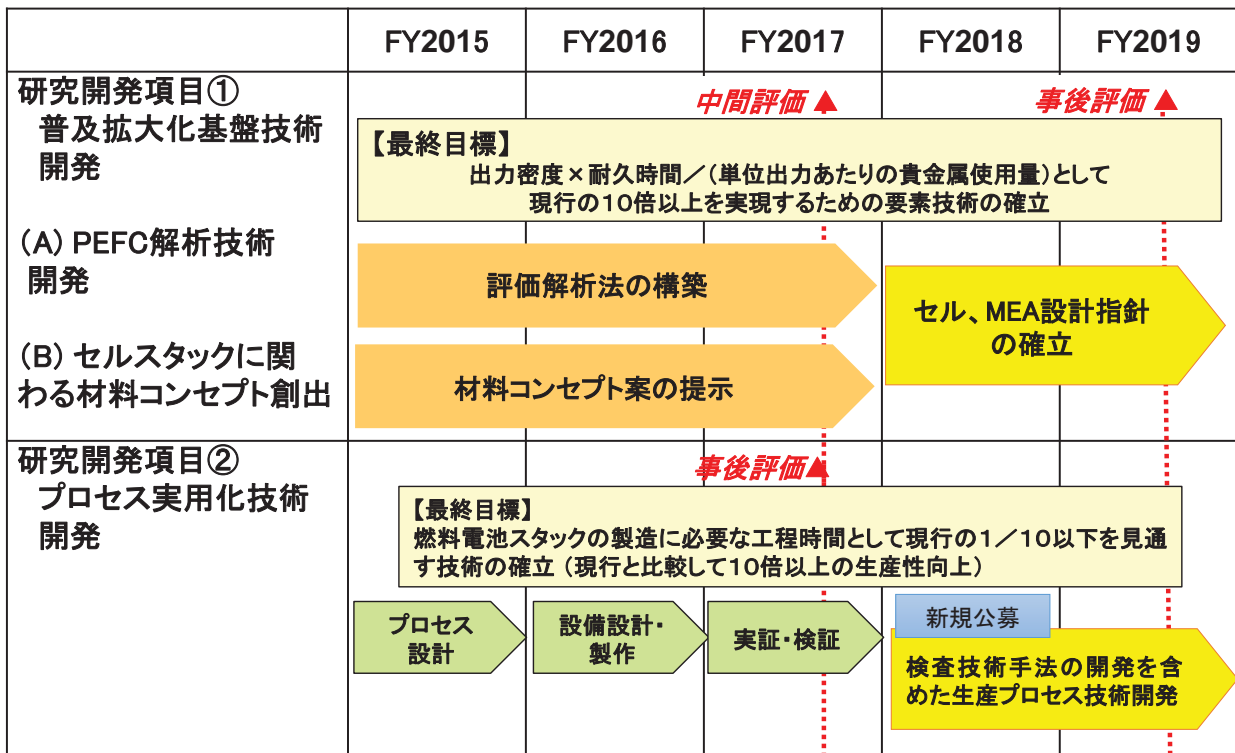 FY2015 FY2016 FY2017 FY2018 FY2019
研究開発項目①
普及拡大化基盤技術
開発
中間評価▲
事後評価▲
【最終目標】
出力密度×耐久時間/(単位出力あたりの貴金属使用量)として
現行の10倍以上を実現するための要素技術の確立
(A) PEFC解析技術
開発
評価解析法の構築
セル、MEA設計指針
の確立
(B) セルスタックに関
わる材料コンセプト創出
材料コンセプト案の提示
研究開発項目②
プロセス実用化技術
開発
事後評価▲
【最終目標】
燃料電池スタックの製造に必要な工程時間として現行の1/10以下を見通
す技術の確立(現行と比較して10倍以上の生産性向上)
プロセス
設計
設備設計・
製作
実証・検証
新規公募
検査技術手法の開発を含
めた生産プロセス技術開発